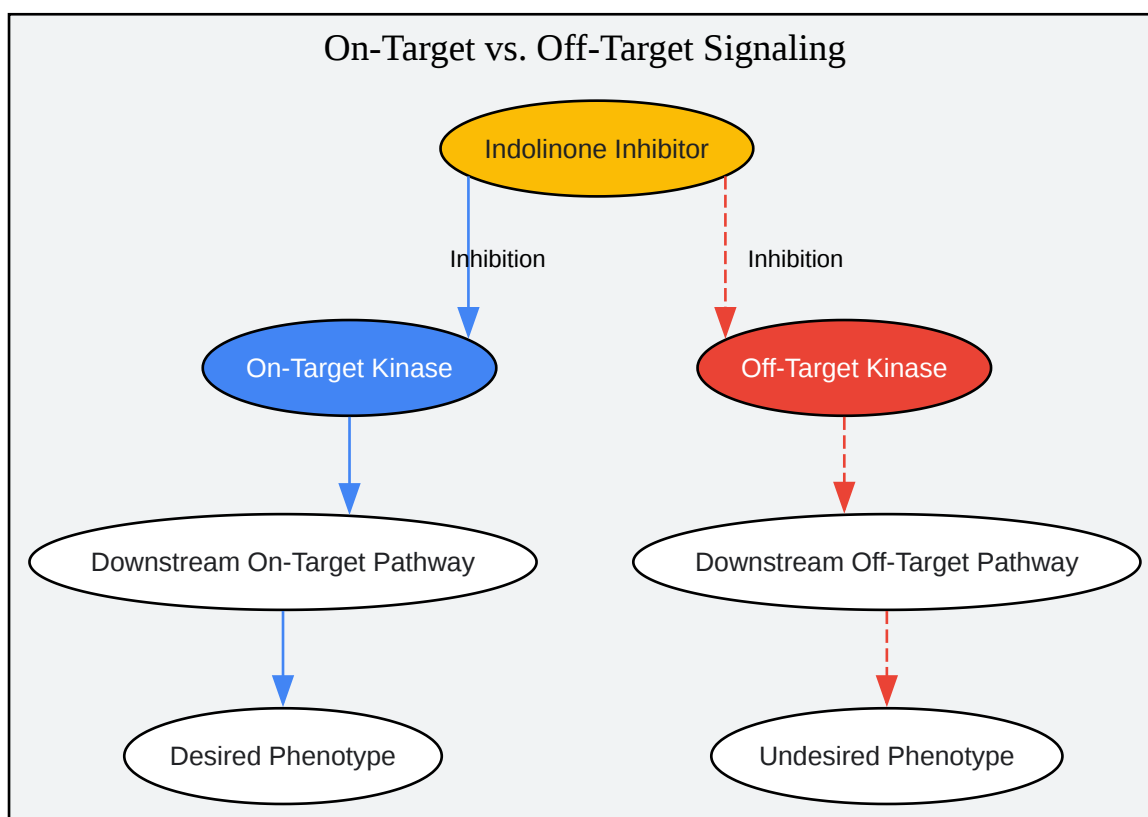 On-Target vs. Off-Target Signaling
Indolinone Inhibitor
Inhibition
Inhibition
On-Target Kinase
Off-Target Kinase
Downstream On-Target Pathway
Downstream Off-Target Pathway
Desired Phenotype
Undesired Phenotype